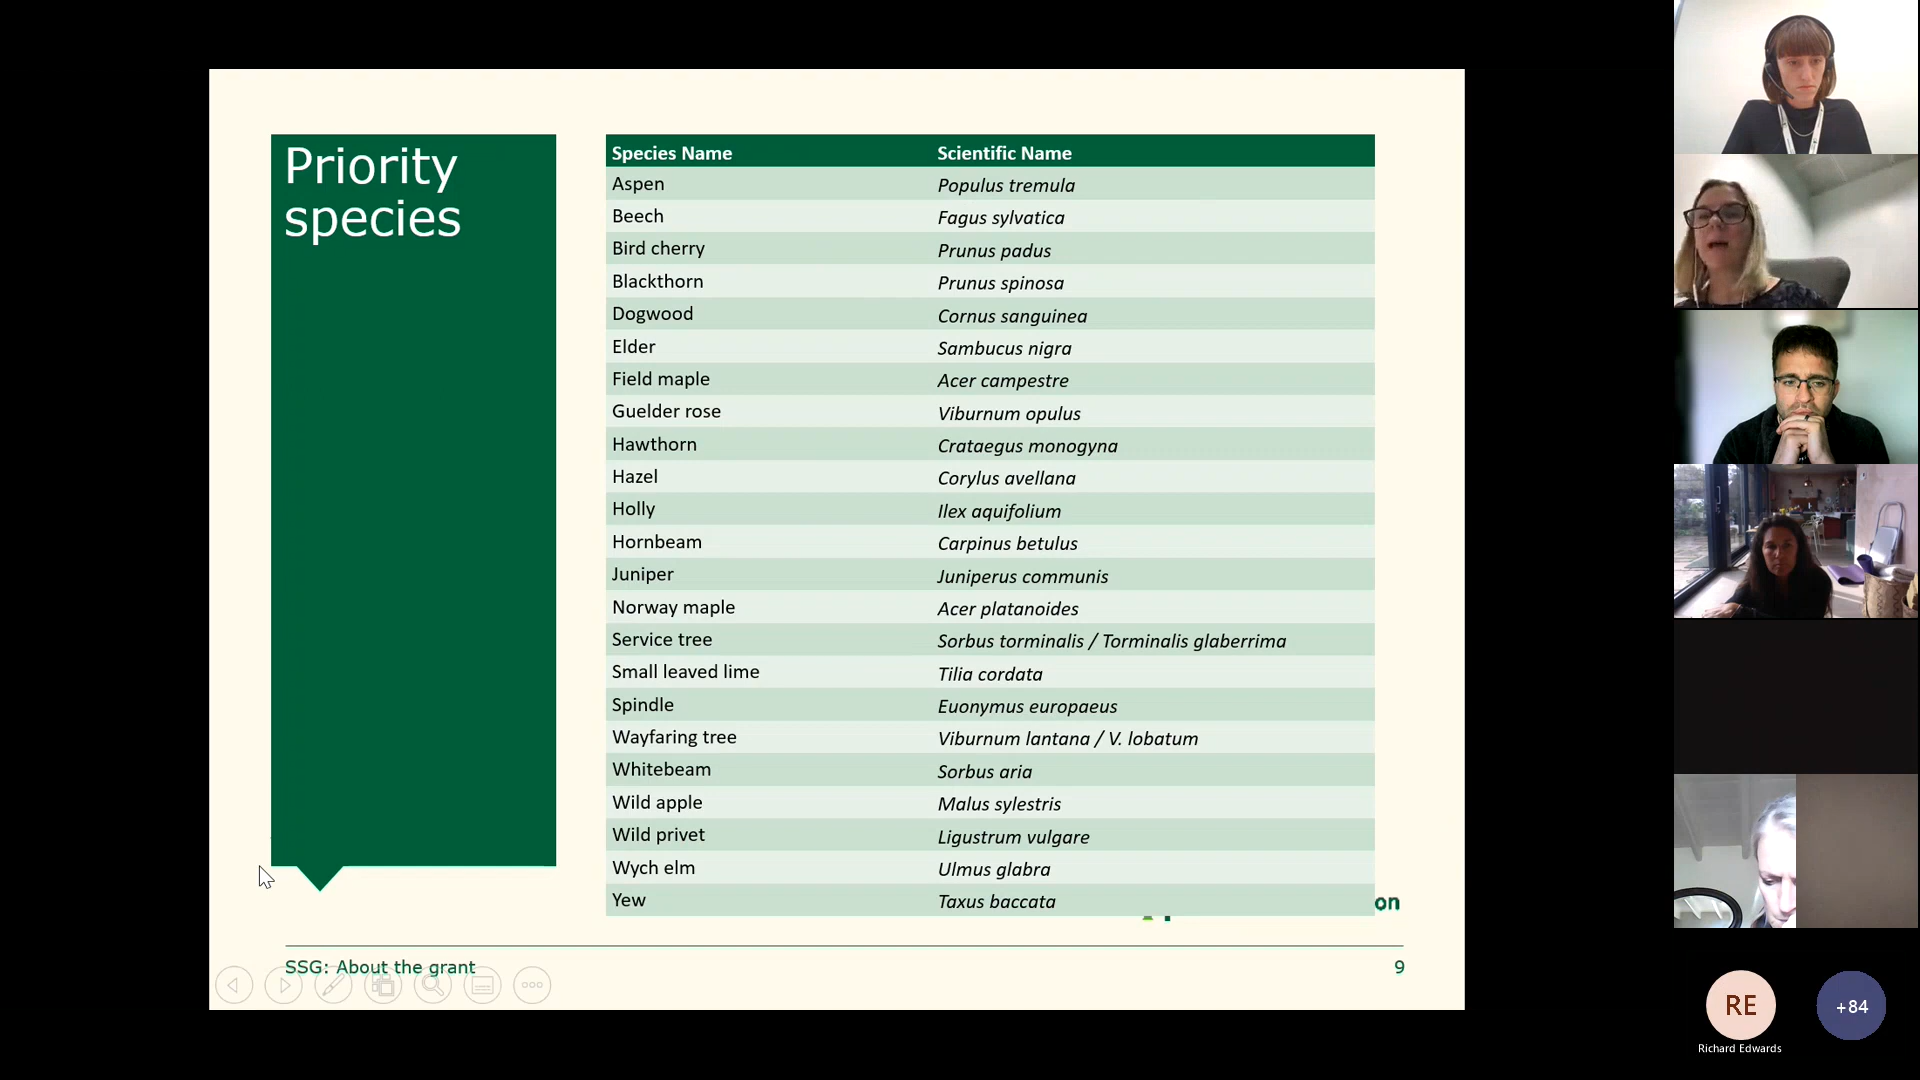 Priority
species
Species Name Scientific Name
Aspen Populus tremula
Beech Fagus sylvatica
Bird cherry Prunus padus
Blackthorn Prunus spinosa
Dogwood Cornus sanguinea
Elder Sambucus nigra
Field maple Acer campestre
Guelder rose Viburnum opulus
Hawthorn Crataegus monogyna
Hazel Corylus avellana
Holly Ilex aquifolium
Hornbeam Carpinus betulus
Juniper Juniperus communis
Norway maple Acer platanoides
Service tree Sorbus torminalis / Torminalis glaberrima
Small leaved lime Tilia cordata
Spindle Euonymus europaeus
Wayfaring tree Viburnum lantana / V. lobatum
Whitebeam Sorbus aria
Wild apple Malus sylestris
Wild privet Ligustrum vulgare
Wych elm Ulmus glabra
Yew Taxus baccata
on
SSG: About the grant 9
RE
+84
Richard Edwards